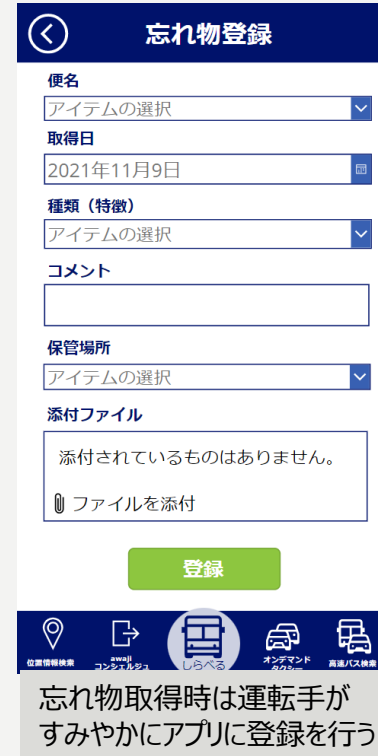 忘れ物登録
便名
アイテムの選択
取得日
2021年11月9日
種類（特徴）
アイテムの選択
コメント
保管場所
アイテムの選択
添付ファイル
添付されているものはありません。
ファイルを添付
登録
位置情報検索
awaji
コンシェルジュ
しらべる
オンデマンド
タクシー
高速バス検索
忘れ物取得時は運転手が
すみやかにアプリに登録を行う